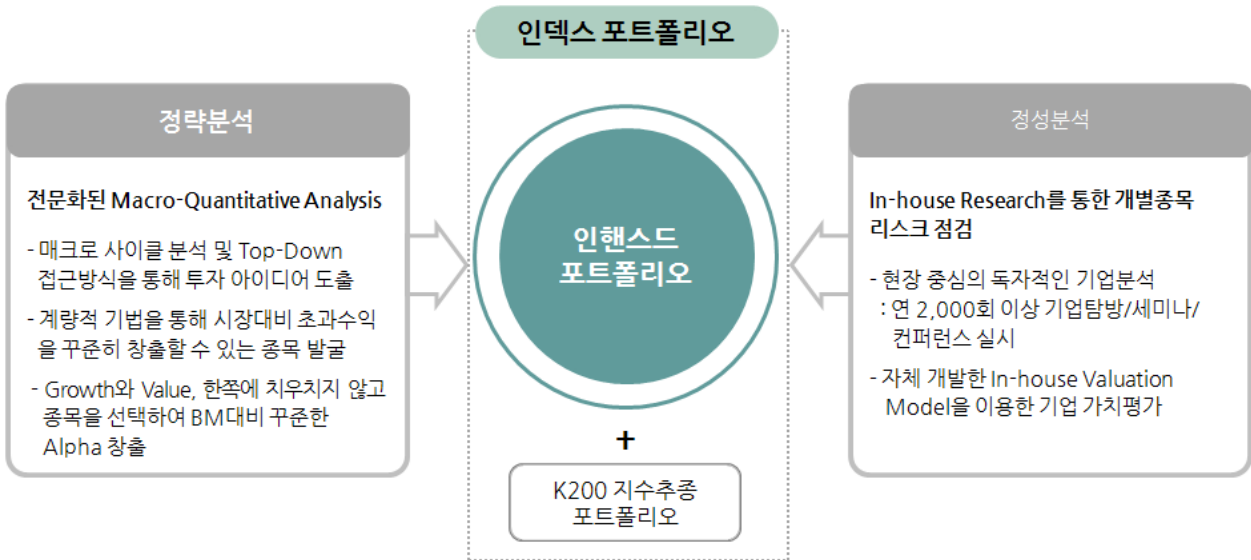 인덱스 포트폴리오
정략분석
전문화된 Macro-Quantitative Analysis
- 매크로 사이클 분석 및 Top-Down
접근방식을 통해 투자 아이디어 도출
- 계량적 기법을 통해 시장대비 초과수익
을 꾸준히 창출할 수 있는 종목 발굴
- Growth와 Value, 한쪽에 치우치지 않고
종목을 선택하여 BM대비 꾸준한
Alpha 창출
인핸스드
포트폴리오
+
K200 지수추종
포트폴리오
정성분석
In-house Research를 통한 개별종목
리스크 점검
- 현장 중심의 독자적인 기업분석
: 연 2,000회 이상 기업탐방/세미나/
컨퍼런스 실시
- 자체 개발한 In-house Valuation
Model을 이용한 기업 가치평가